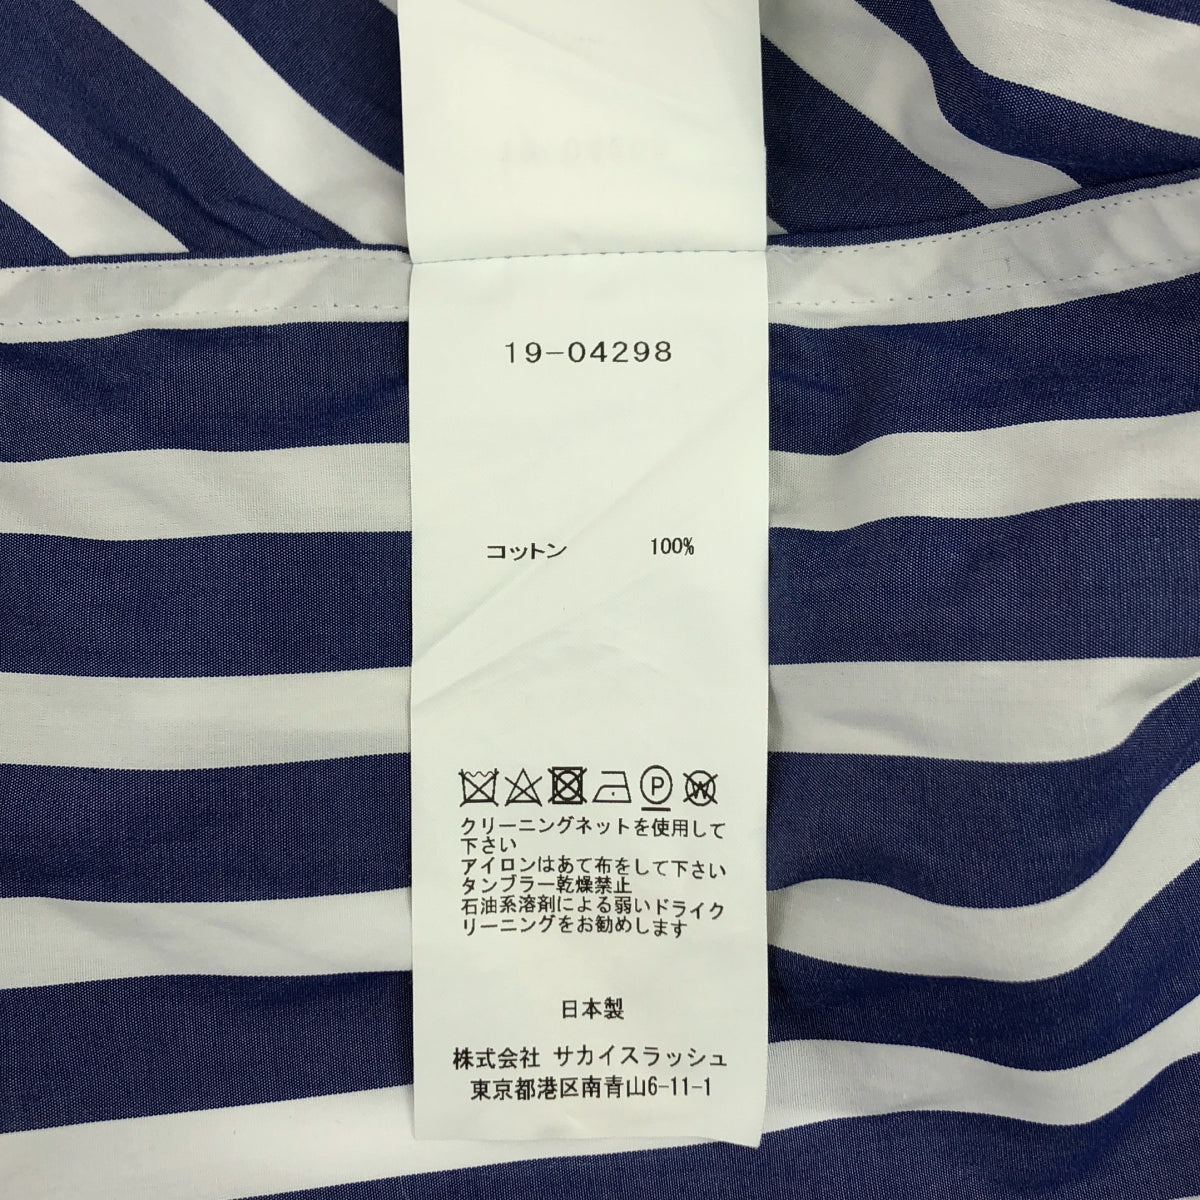 19-04298
コットン 100%
P W
クリーニングネットを使用して
下さい
アイロンはあて布をして下さい
タンブラー乾燥禁止
石油系溶剤による弱いドライク
リーニングをお勧めします
日本製
株式会社 サカイスラッシュ
東京都港区南青山6-11-1